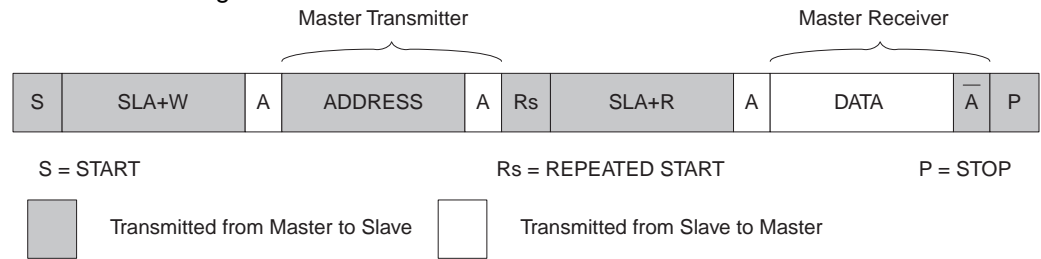 Master Transmitter Master Receiver
S SLA+W A ADDRESS A Rs SLA+R A DATA A̅ P
S = START Rs = REPEATED START P = STOP
Transmitted from Master to Slave Transmitted from Slave to Master